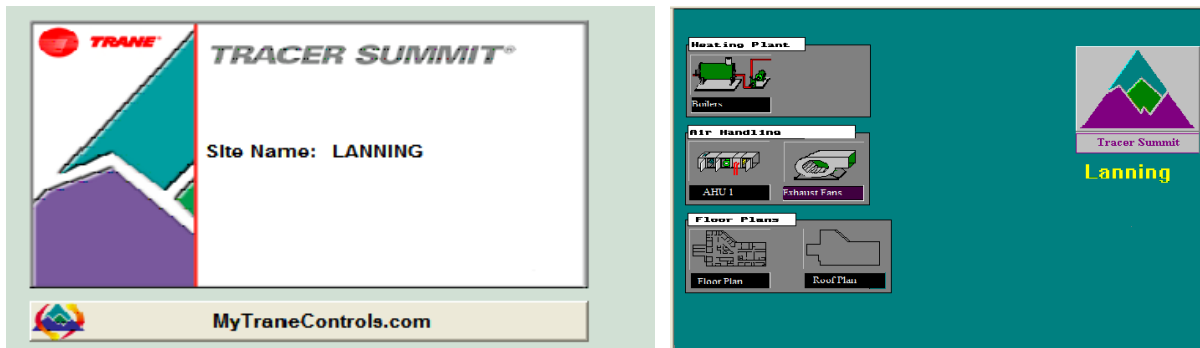 TRANE
TRACER SUMMIT®
Site Name: LANNING
MyTraneControls.com
Heating Plant
Boilers
Air Handling
AHU 1
Exhaust Fans
Floor Plans
Floor Plan
Roof Plan
Tracer Summit
Lanning